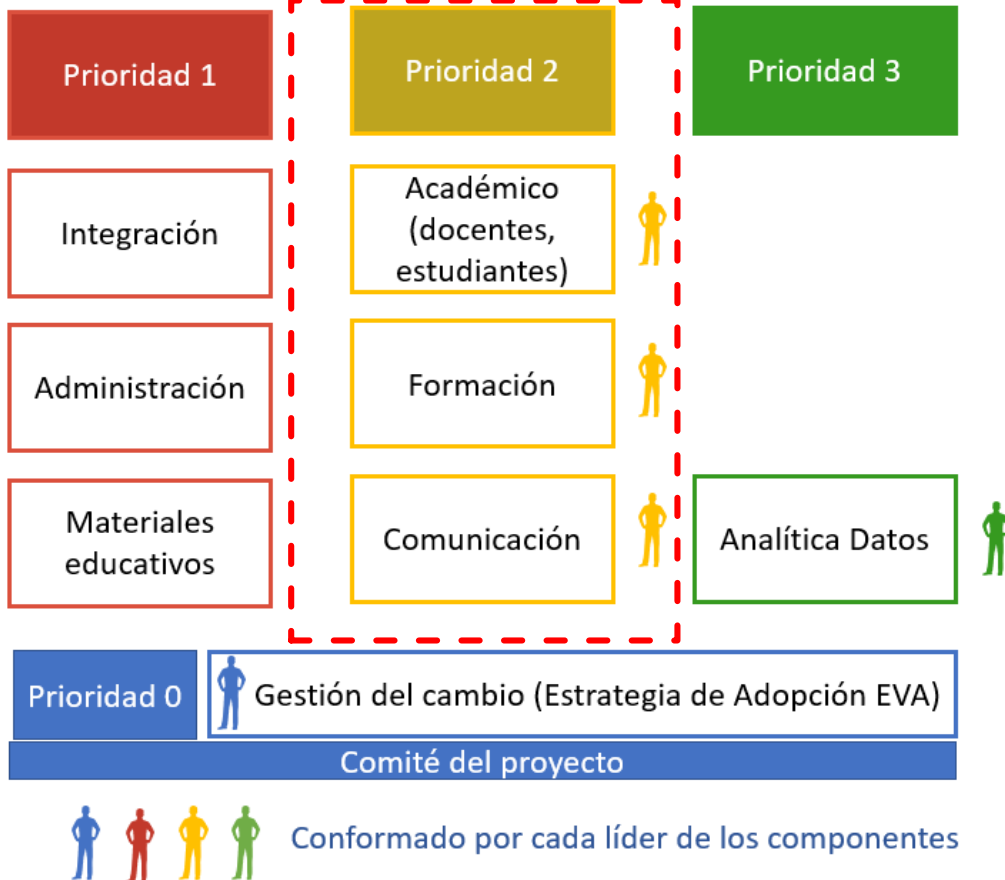 Prioridad 1
Prioridad 2
Prioridad 3
Integración
Académico
(docentes,
estudiantes)
Administración
Formación
Materiales
educativos
Comunicación
Analítica Datos
Prioridad 0
Gestión del cambio (Estrategia de Adopción EVA)
Comité del proyecto
Conformado por cada líder de los componentes